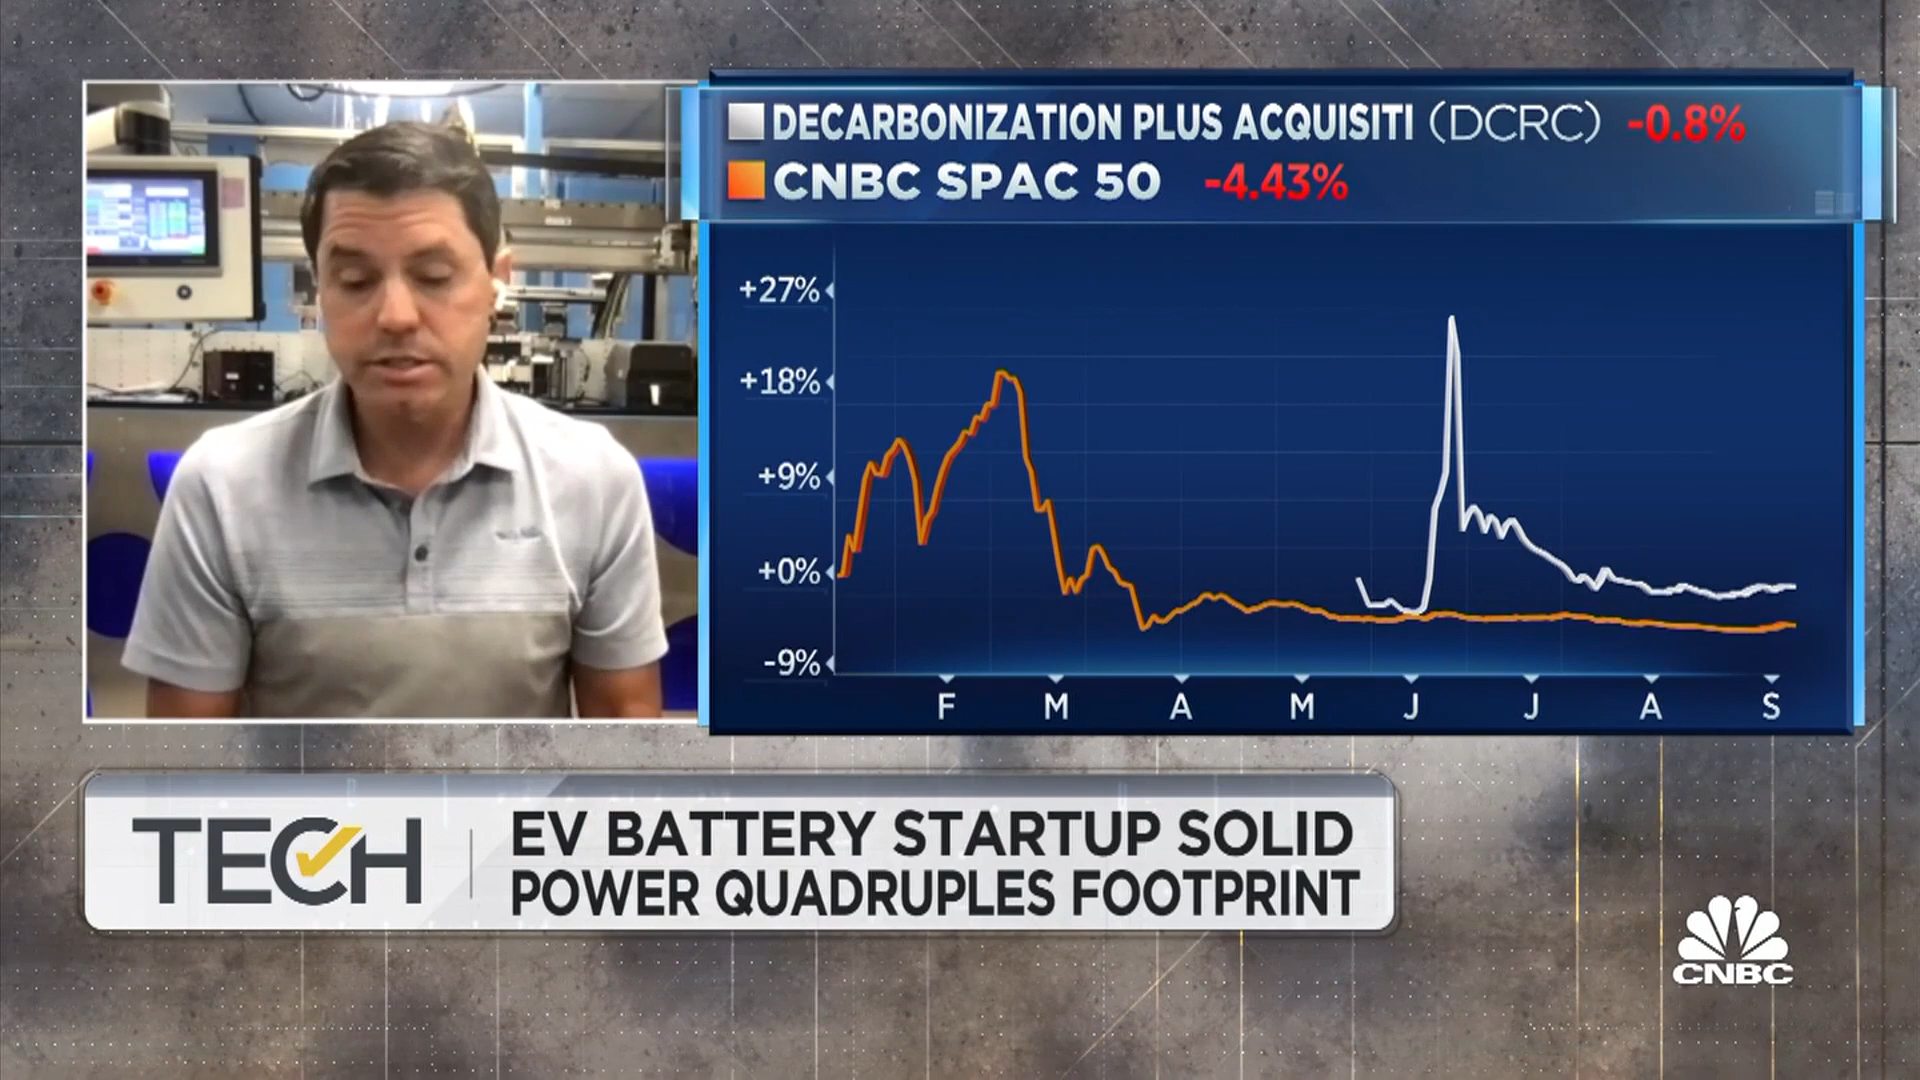 DECARBONIZATION PLUS ACQUISITI (DCRC) -0.8%
CNBC SPAC 50 -4.43%
+27%
+18%
+9%
+0%
-9%
F M A M J J A S
TECH
EV BATTERY STARTUP SOLID
POWER QUADRUPLES FOOTPRINT
CNBC